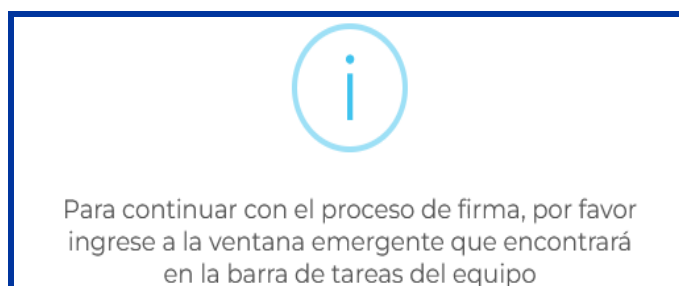 Para continuar con el proceso de firma, por favor
ingrese a la ventana emergente que encontrará
en la barra de tareas del equipo